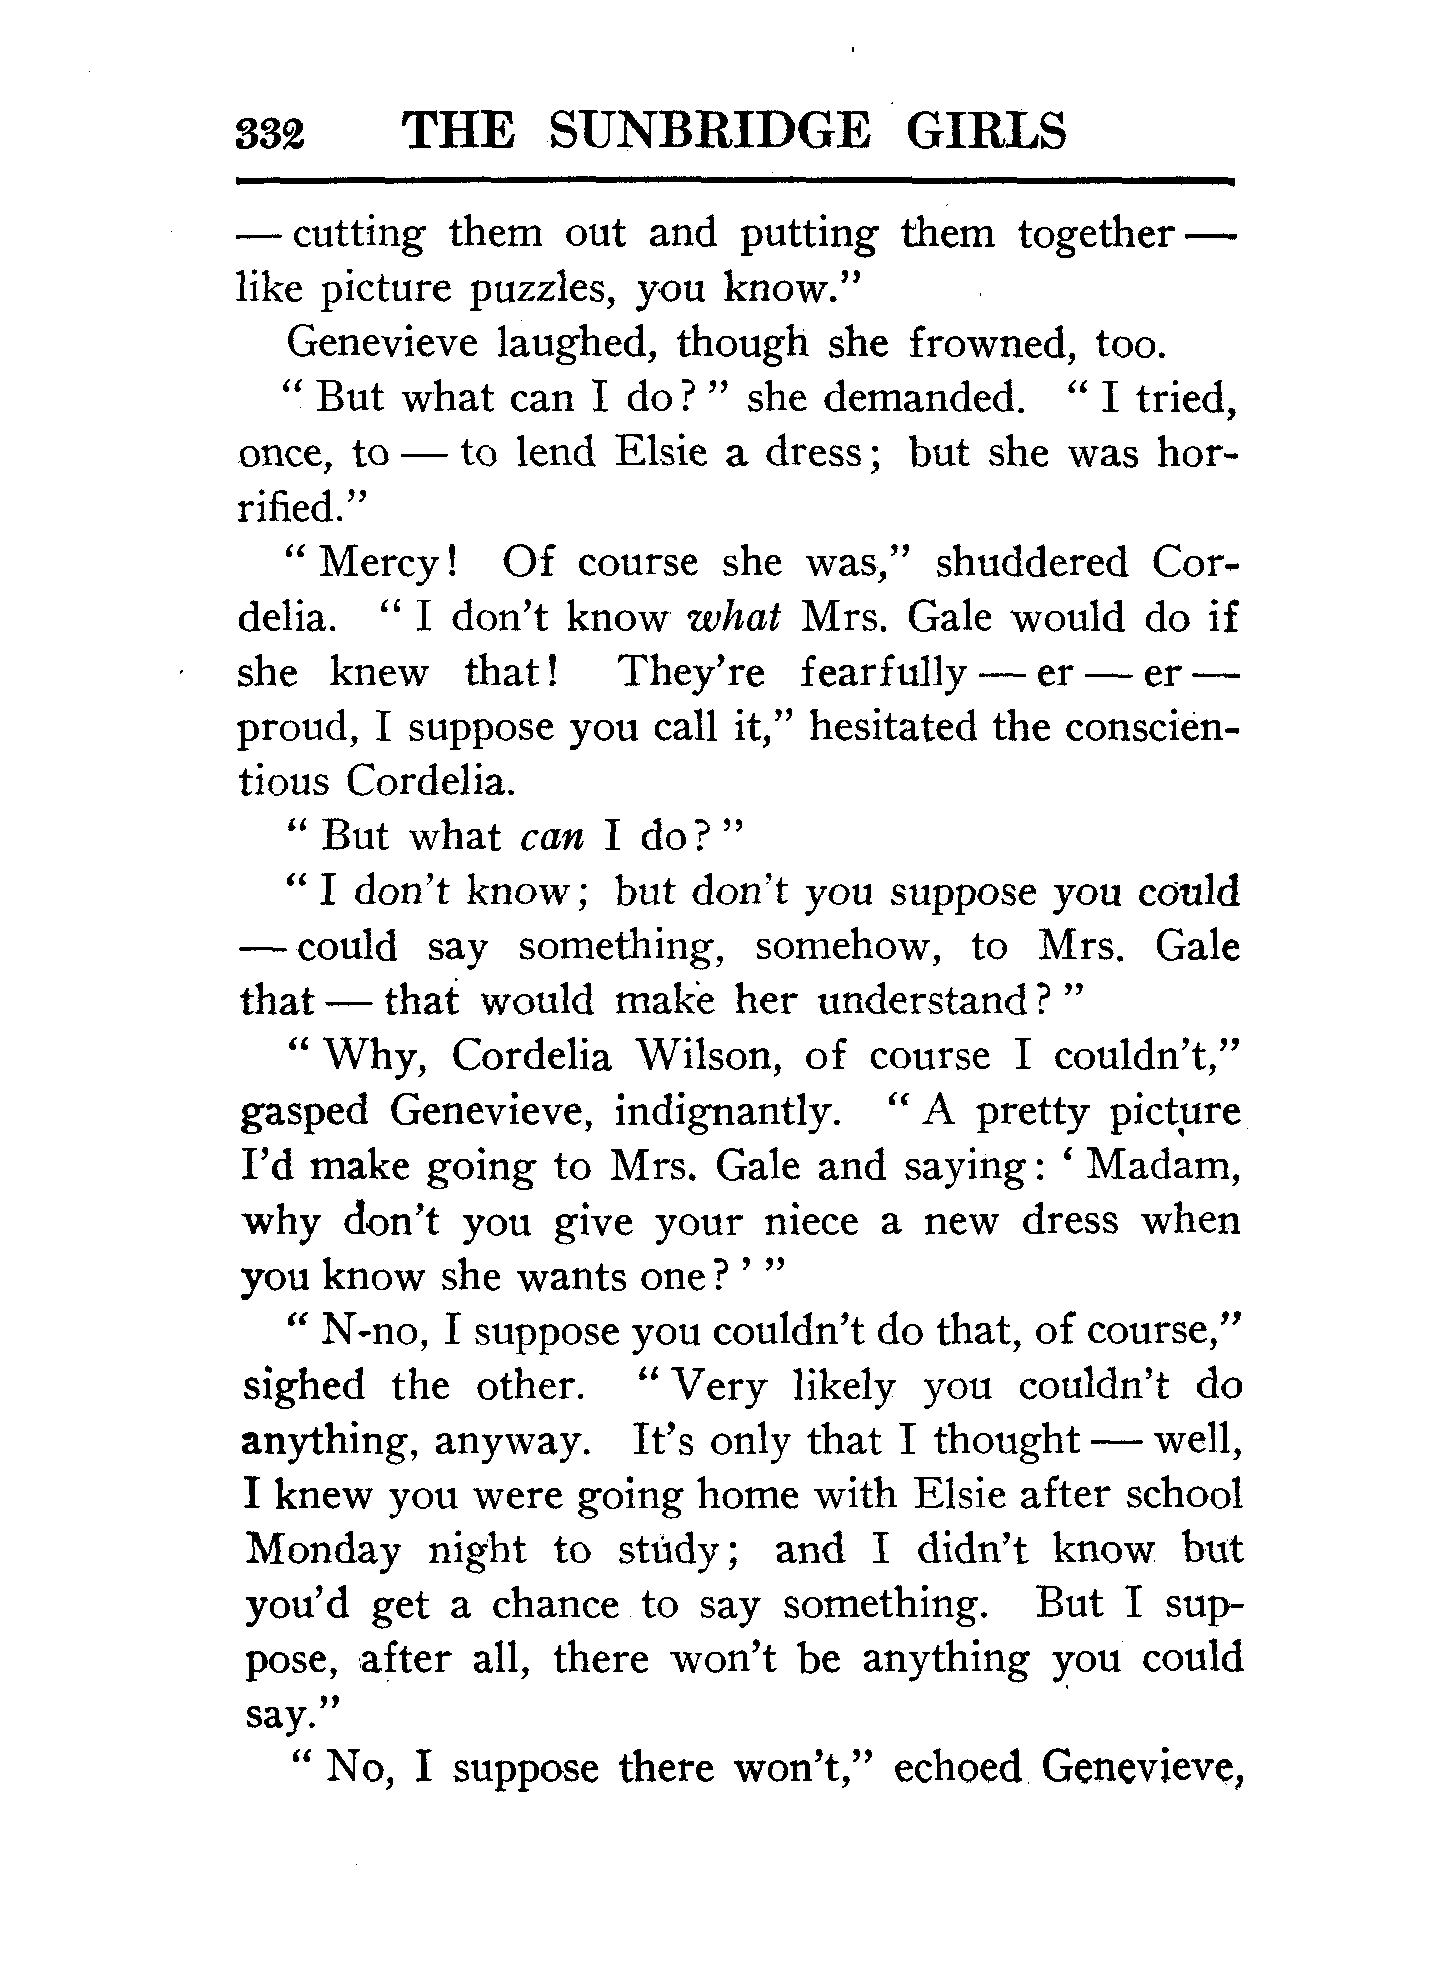 332 THE SUNBRIDGE GIRLS
— cutting them out and putting them together —
like picture puzzles, you know.”
Genevieve laughed, though she frowned, too.
“ But what can I do? ” she demanded. “ I tried,
once, to — to lend Elsie a dress; but she was hor-
rified.”
“ Mercy! Of course she was,” shuddered Cor-
delia. “ I don’t know what Mrs. Gale would do if
she knew that! They’re fearfully — er — er —
proud, I suppose you call it,” hesitated the conscien-
tious Cordelia.
“ But what can I do? ”
“ I don’t know; but don’t you suppose you could
— could say something, somehow, to Mrs. Gale
that — that would make her understand? ”
“ Why, Cordelia Wilson, of course I couldn’t,”
gasped Genevieve, indignantly. “ A pretty picture
I’d make going to Mrs. Gale and saying: ‘ Madam,
why don’t you give your niece a new dress when
you know she wants one? ’ ”
“ N-no, I suppose you couldn’t do that, of course,”
sighed the other. “ Very likely you couldn’t do
anything, anyway. It’s only that I thought — well,
I knew you were going home with Elsie after school
Monday night to study; and I didn’t know but
you’d get a chance to say something. But I sup-
pose, after all, there won’t be anything you could
say.”
“ No, I suppose there won’t,” echoed Genevieve,